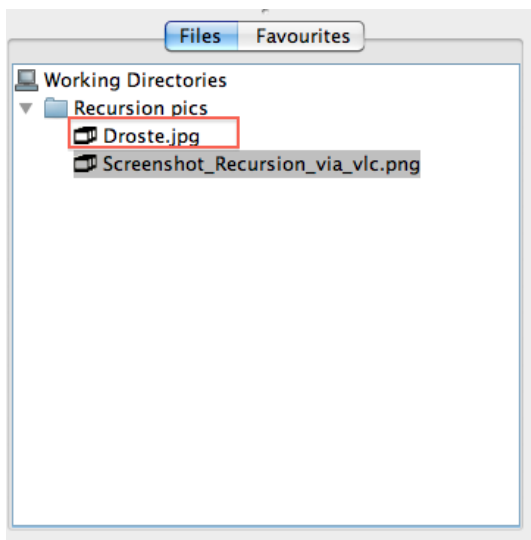 Files Favourites
Working Directories
Recursion pics
Droste.jpg
Screenshot_Recursion_via_vlc.png